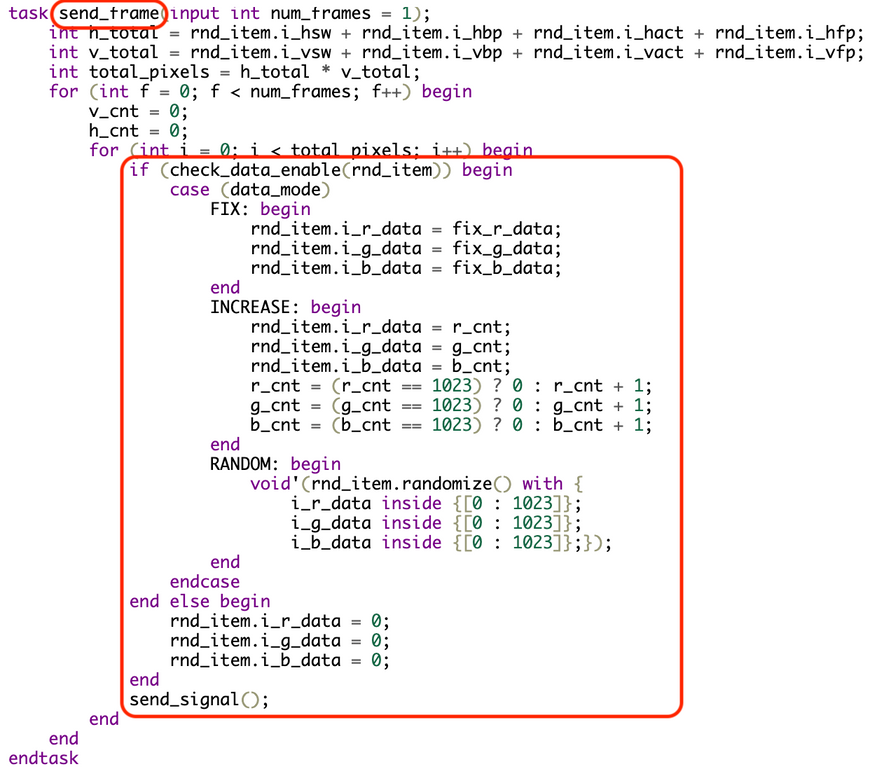 task send_frame(input int num_frames = 1);
    int h_total = rnd_item.i_hsw + rnd_item.i_hbp + rnd_item.i_hact + rnd_item.i_hfp;
    int v_total = rnd_item.i_vsw + rnd_item.i_vbp + rnd_item.i_vact + rnd_item.i_vfp;
    int total_pixels = h_total * v_total;
    for (int f = 0; f < num_frames; f++) begin
        v_cnt = 0;
        h_cnt = 0;
        for (int i = 0; i < total_pixels; i++) begin
            if (check_data_enable(rnd_item)) begin
                case (data_mode)
                    FIX: begin
                        rnd_item.i_r_data = fix_r_data;
                        rnd_item.i_g_data = fix_g_data;
                        rnd_item.i_b_data = fix_b_data;
                    end
                    INCREASE: begin
                        rnd_item.i_r_data = r_cnt;
                        rnd_item.i_g_data = g_cnt;
                        rnd_item.i_b_data = b_cnt;
                        r_cnt = (r_cnt == 1023) ? 0 : r_cnt + 1;
                        g_cnt = (g_cnt == 1023) ? 0 : g_cnt + 1;
                        b_cnt = (b_cnt == 1023) ? 0 : b_cnt + 1;
                    end
                    RANDOM: begin
                        void'(rnd_item.randomize() with {
                            i_r_data inside {[0 : 1023]};
                            i_g_data inside {[0 : 1023]};
                            i_b_data inside {[0 : 1023]};});
                    end
                endcase
            end else begin
                rnd_item.i_r_data = 0;
                rnd_item.i_g_data = 0;
                rnd_item.i_b_data = 0;
            end
            send_signal();
        end
    end
endtask